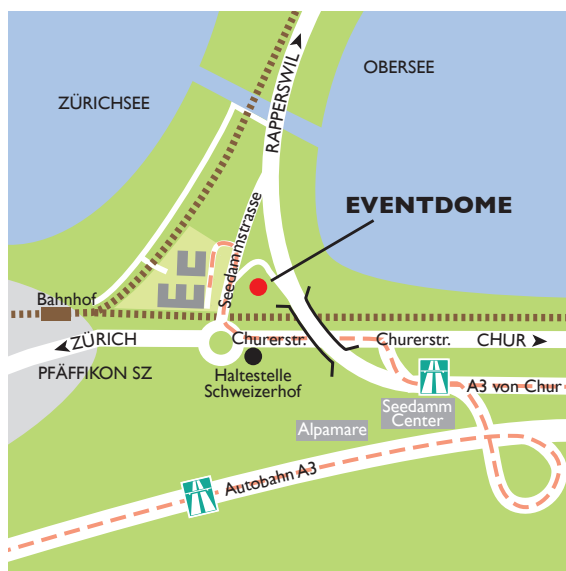 OBERSEE
ZÜRICHSEE
RAPPERSWIL
EVENTDOME
Seedammstrasse
EE
Bahnhof
ZÜRICH
Churerstr.
Churerstr.
CHUR
PFÄFFIKON SZ
Haltestelle
Schweizerhof
A3 von Chur
Seedamm
Center
Alpamare
Autobahn A3